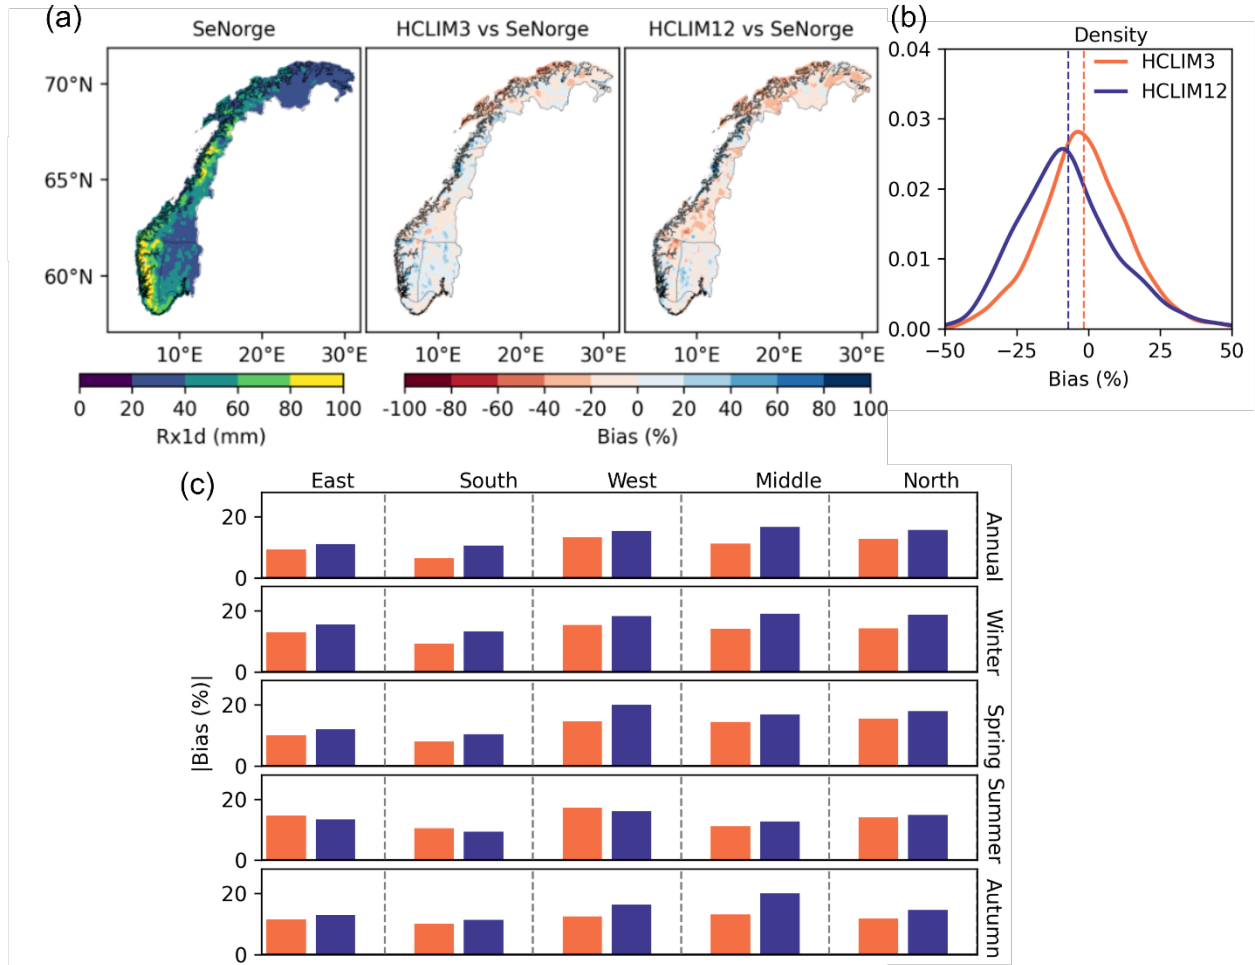 (a)
SeNorge
HCLIM3 vs SeNorge
HCLIM12 vs SeNorge
70°N
65°N
60°N
10°E 20°E 30°E
10°E 20°E 30°E
10°E 20°E 30°E
0 20 40 60 80 100
Rx1d (mm)
-100 -80 -60 -40 -20 0 20 40 60 80 100
Bias (%)
(b)
Density
HCLIM3
HCLIM12
0.04
0.03
0.02
0.01
0.00
−50 −25 0 25 50
Bias (%)
(c)
East South West Middle North
|Bias (%)|
20
0
Annual
20
0
Winter
20
0
Spring
20
0
Summer
20
0
Autumn